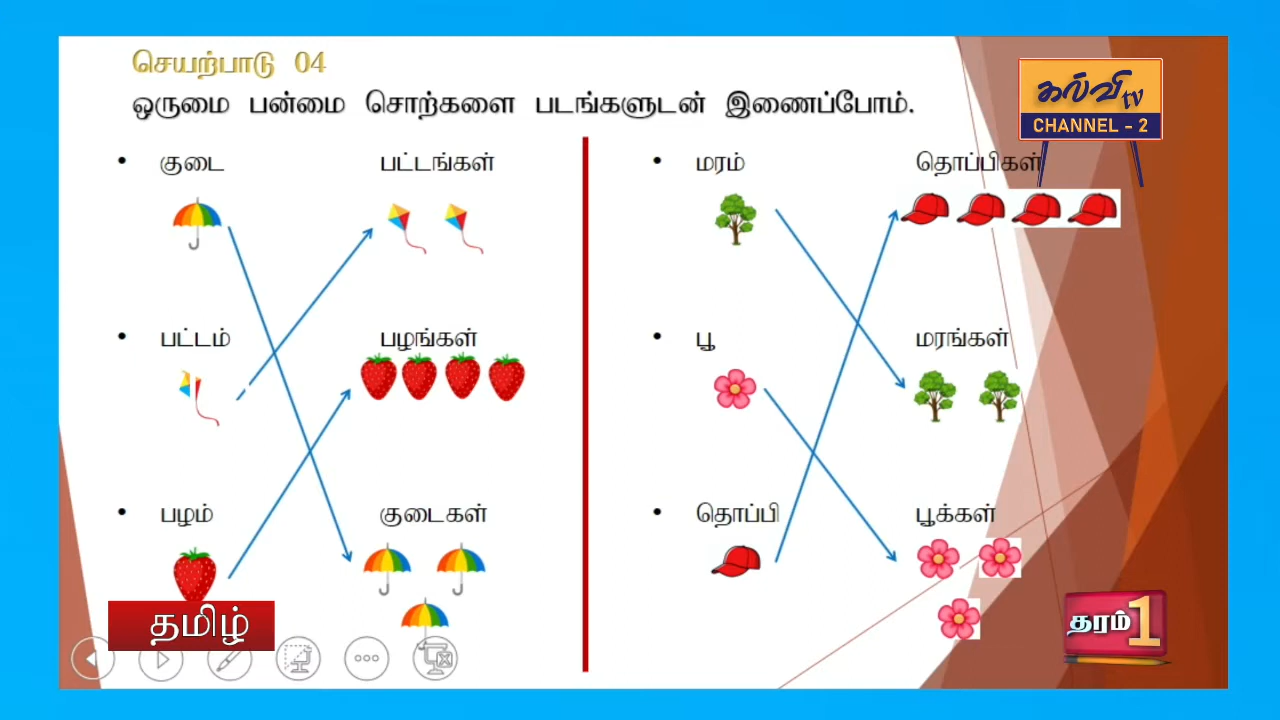 செயற்பாடு 04
ஒருமை பன்மை சொற்களை படங்களுடன் இணைப்போம்.
கல்வி tv
CHANNEL - 2
• குடை பட்டங்கள்
• பட்டம் பழங்கள்
• பழம் குடைகள்
• மரம் தொப்பிகள்
• பூ மரங்கள்
• தொப்பி பூக்கள்
தமிழ்
தரம் 1